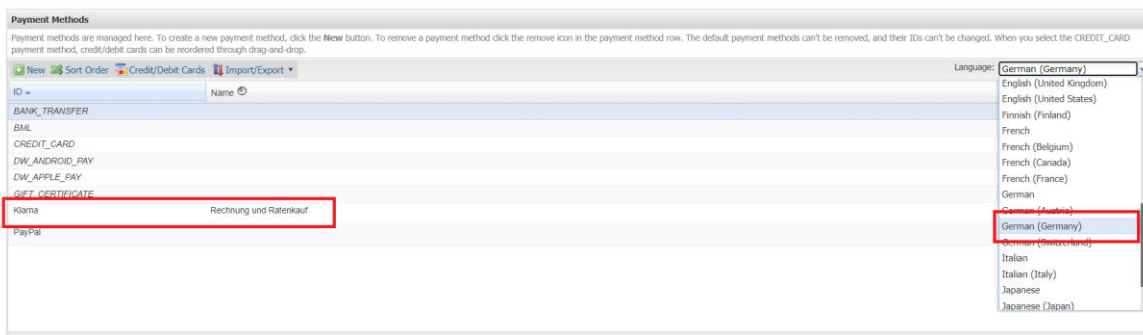 Payment Methods
Payment methods are managed here. To create a new payment method, click the New button. To remove a payment method click the remove icon in the payment method row. The default payment methods can't be removed, and their IDs can't be changed. When you select the CREDIT_CARD
payment method, credit/debit cards can be reordered through drag-and-drop.
New Sort Order Credit/Debit Cards Import/Export Language: German (Germany)
ID Name
English (United Kingdom)
English (United States)
BANK_TRANSFER
Finnish (Finland)
BML
French
CREDIT_CARD
French (Belgium)
DW_ANDROID_PAY
French (Canada)
DW_APPLE_PAY
French (France)
GIFT_CERTIFICATE
German
Klarna Rechnung und Ratenkauf
German (Austria)
PayPal
German (Germany)
German (Switzerland)
Italian
Italian (Italy)
Japanese
Japanese (Japan)